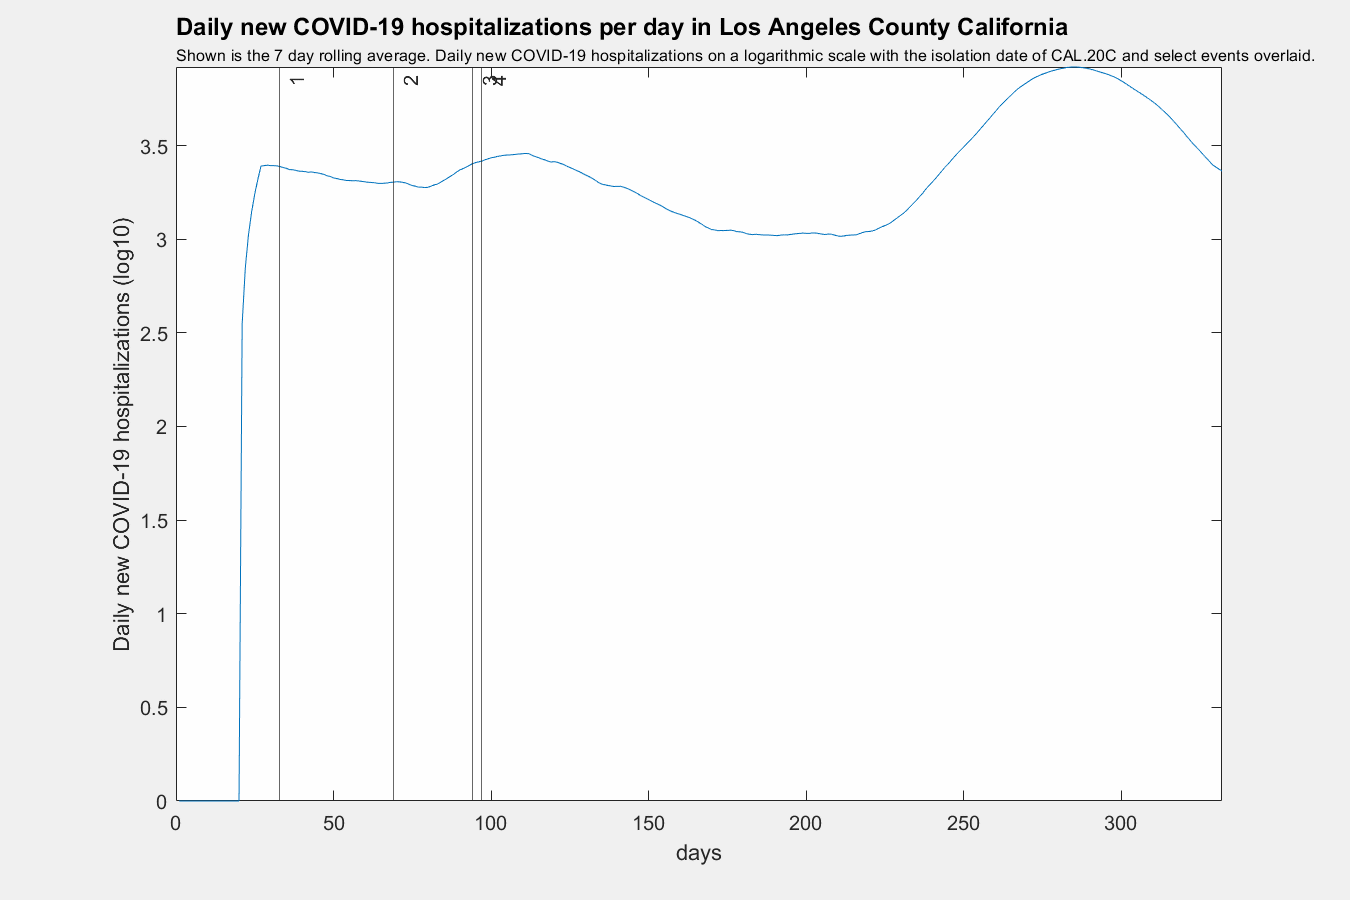 Daily new COVID-19 hospitalizations per day in Los Angeles County California
Shown is the 7 day rolling average. Daily new COVID-19 hospitalizations on a logarithmic scale with the isolation date of CAL.20C and select events overlaid.
1
2
3
4
3.5
3
2.5
2
1.5
1
0.5
0
Daily new COVID-19 hospitalizations (log10)
0 50 100 150 200 250 300
days